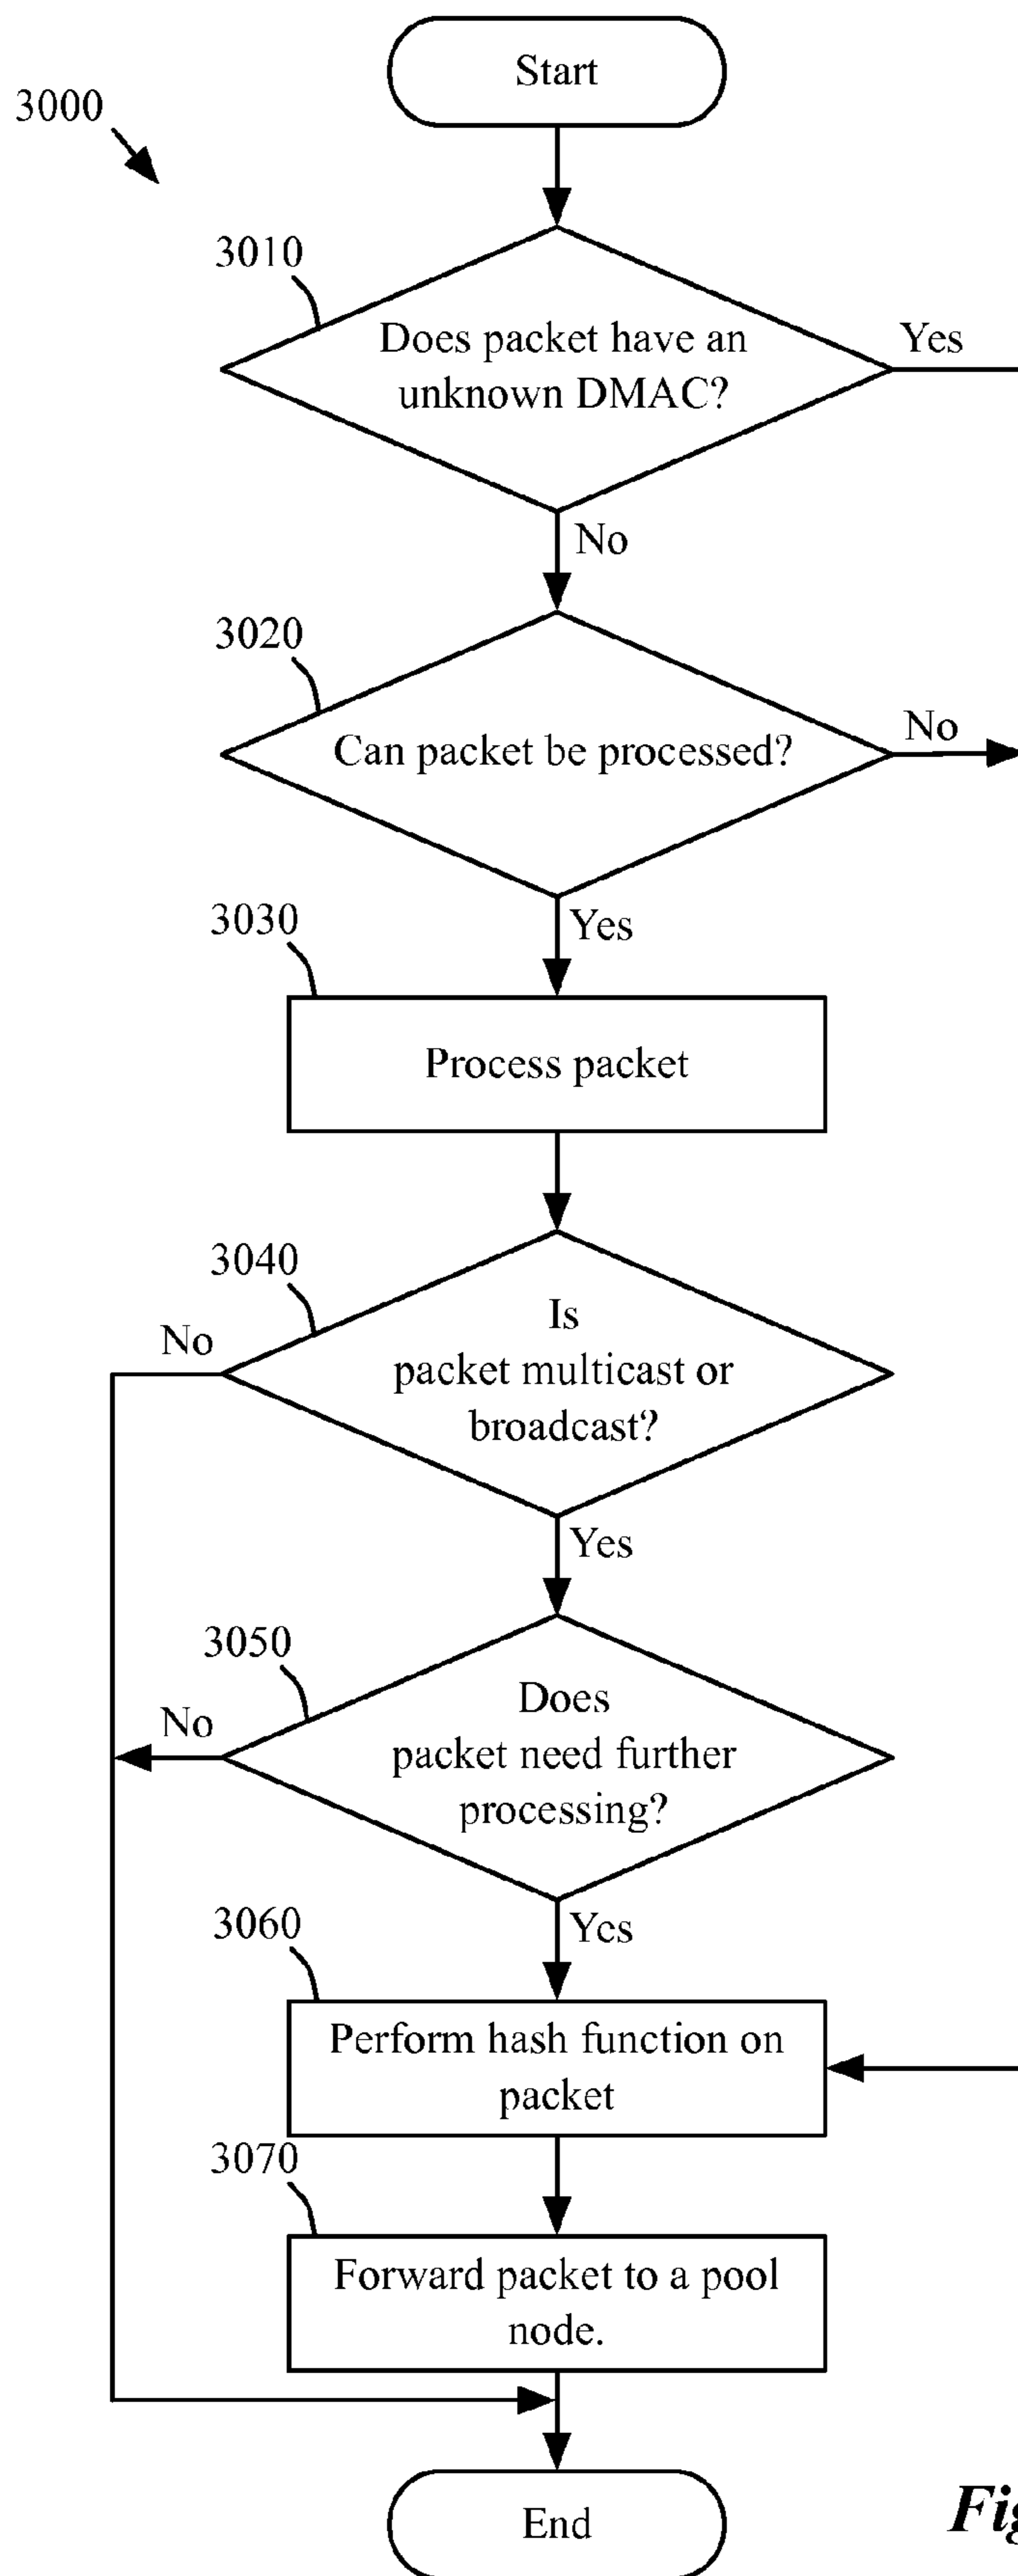 Start
3000
3010
Does packet have an
unknown DMAC?
Yes
No
3020
Can packet be processed?
No
Yes
3030
Process packet
3040
Is
packet multicast or
broadcast?
No
Yes
3050
Does
packet need further
processing?
No
Yes
3060
Perform hash function on
packet
3070
Forward packet to a pool
node.
End